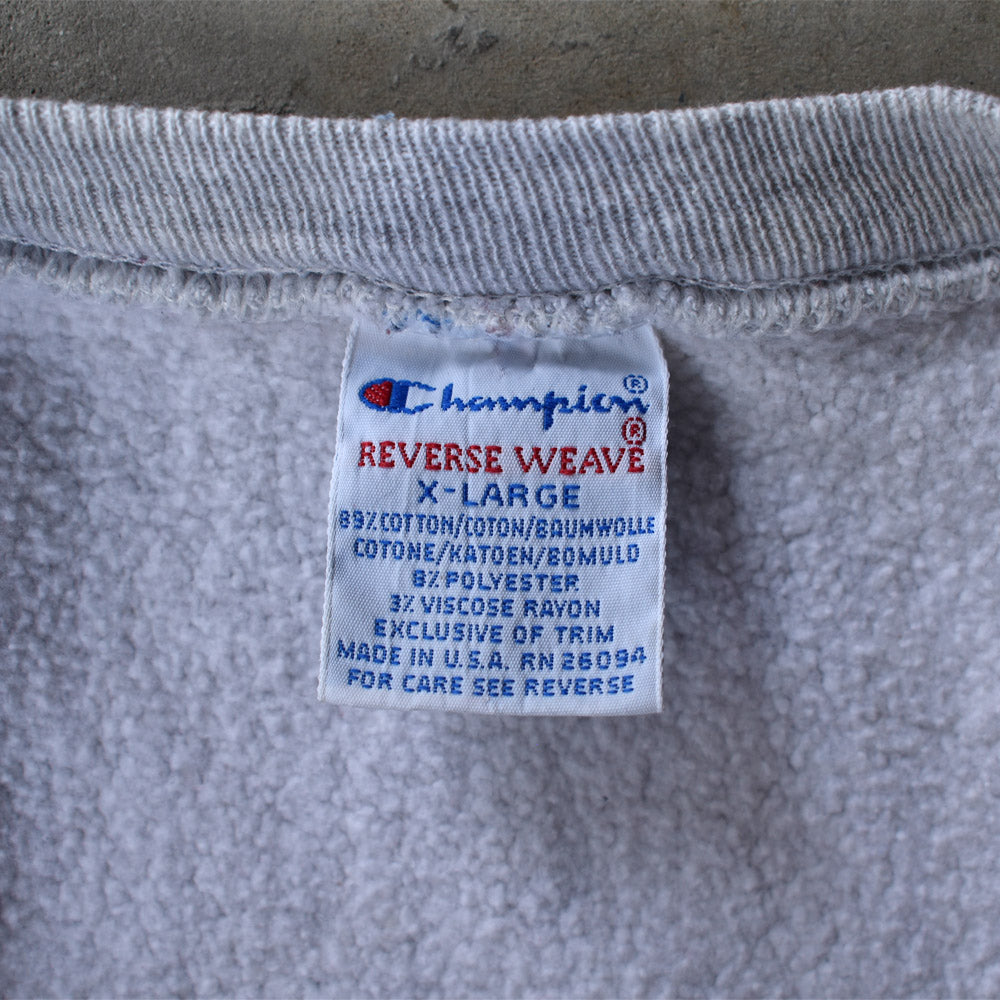 Champion®
REVERSE WEAVE®
X-LARGE
89% COTTON/COTON/BAUMWOLLE
COTONE/KATOEN/BOMULD
8% POLYESTER
3% VISCOSE RAYON
EXCLUSIVE OF TRIM
MADE IN U.S.A. RN 26094
FOR CARE SEE REVERSE